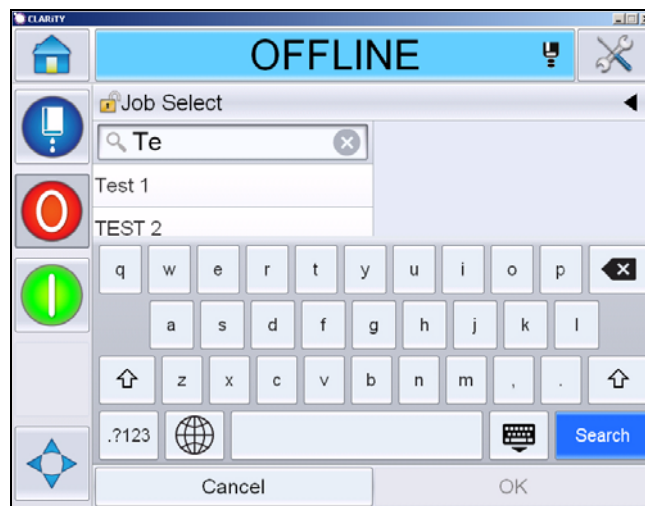 CLARiTY
OFFLINE
Job Select
Te
Test 1
TEST 2
q w e r t y u i o p
a s d f g h j k l
z x c v b n m , .
.?123 Search
Cancel OK